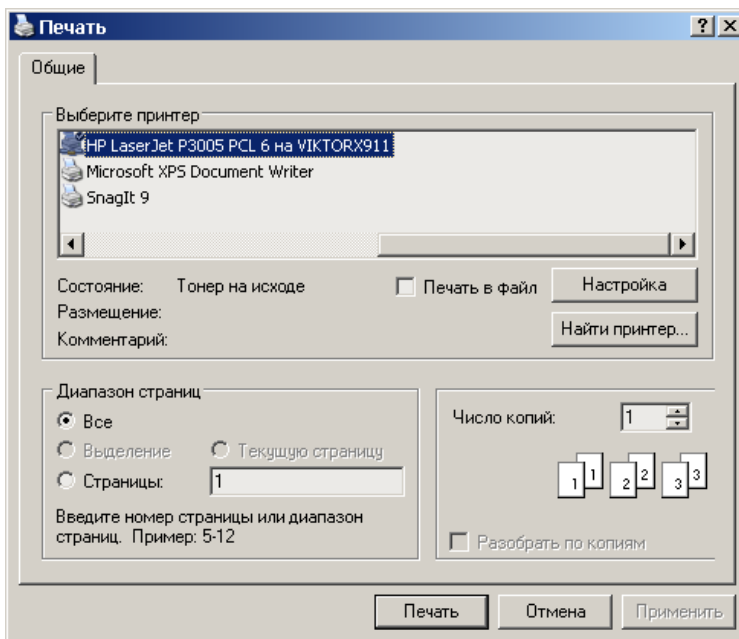 Печать
Общие
Выберите принтер
HP LaserJet P3005 PCL 6 на VIKTORX911
Microsoft XPS Document Writer
SnagIt 9
Состояние: Тонер на исходе
Печать в файл
Настройка
Размещение:
Комментарий:
Найти принтер...
Диапазон страниц
Все
Выделение
Текущую страницу
Страницы: 1
Введите номер страницы или диапазон
страниц. Пример: 5-12
Число копий: 1
1 1 2 2 3 3
Разобрать по копиям
Печать
Отмена
Применить